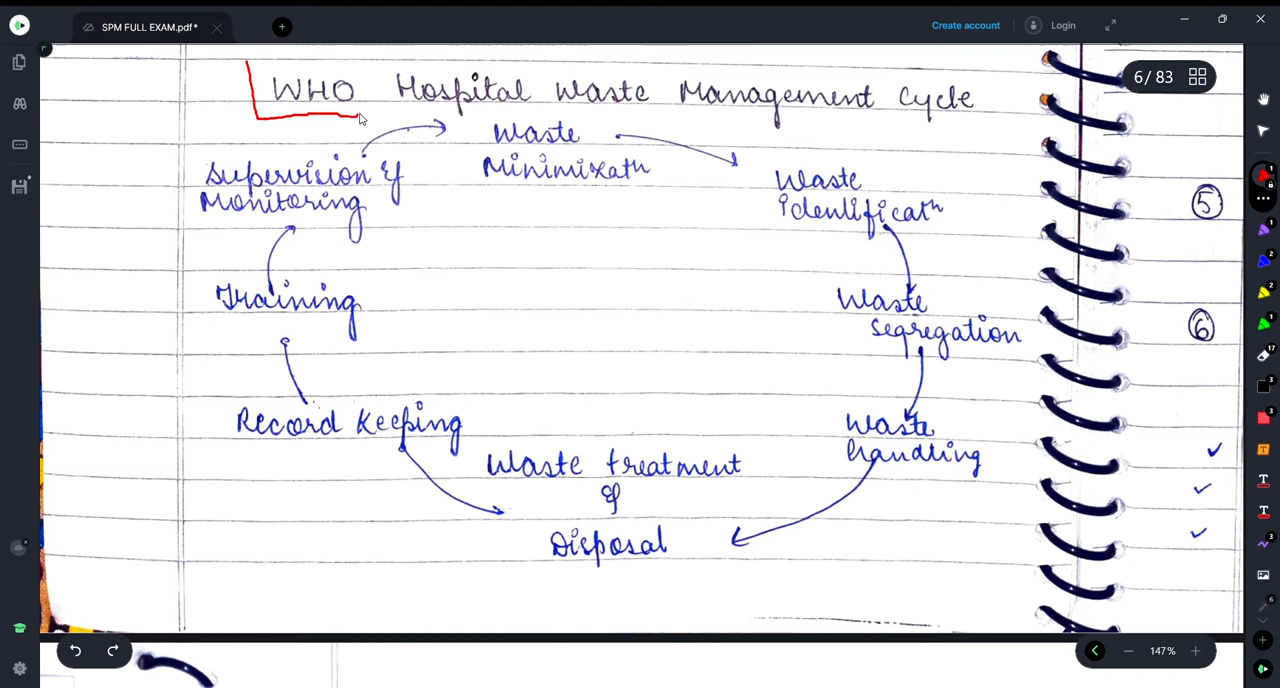 SPM FULL EXAM.pdf*
Create account
Login
6 / 83
WHO Hospital Waste Management Cycle
Waste
Minimizatn
Waste
identificatn
Waste
segregation
Waste
handling
Waste treatment
&
Disposal
Record Keeping
Training
Supervision &
Monitoring
5
6
147%